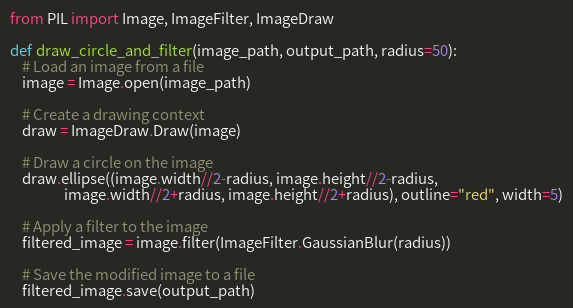 from PIL import Image, ImageFilter, ImageDraw
def draw_circle_and_filter(image_path, output_path, radius=50):
# Load an image from a file
image = Image.open(image_path)
# Create a drawing context
draw = ImageDraw.Draw(image)
# Draw a circle on the image
draw.ellipse((image.width//2-radius, image.height//2-radius,
image.width//2+radius, image.height//2+radius), outline="red", width=5)
# Apply a filter to the image
filtered_image = image.filter(ImageFilter.GaussianBlur(radius))
# Save the modified image to a file
filtered_image.save(output_path)